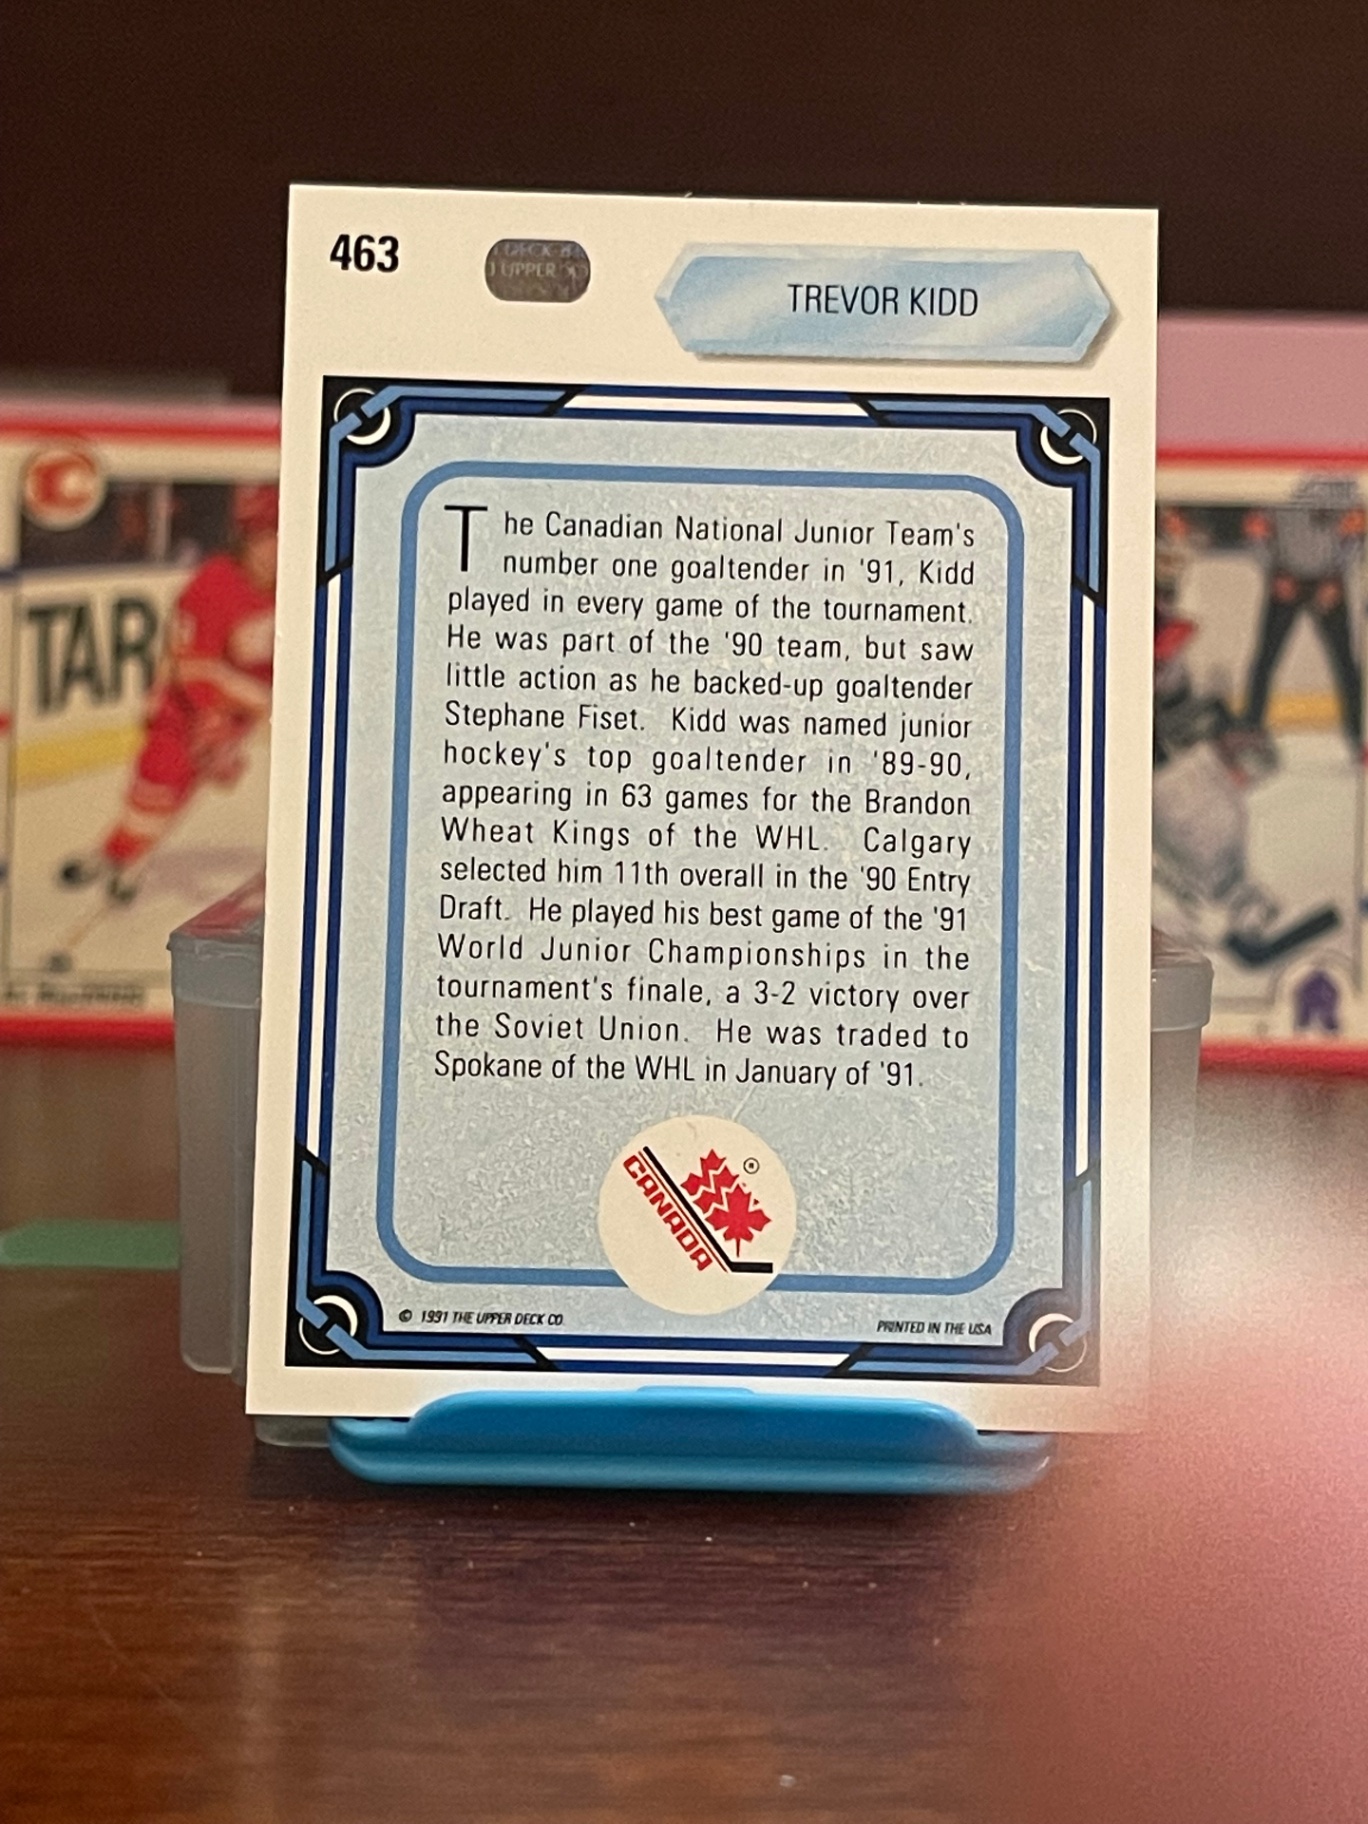 463
UPPER
TREVOR KIDD
The Canadian National Junior Team's
number one goaltender in '91, Kidd
played in every game of the tournament.
He was part of the '90 team, but saw
little action as he backed-up goaltender
Stephane Fiset. Kidd was named junior
hockey's top goaltender in '89-90,
appearing in 63 games for the Brandon
Wheat Kings of the WHL. Calgary
selected him 11th overall in the '90 Entry
Draft. He played his best game of the '91
World Junior Championships in the
tournament's finale, a 3-2 victory over
the Soviet Union. He was traded to
Spokane of the WHL in January of '91.
CANADA
®
© 1991 THE UPPER DECK CO.
PRINTED IN THE USA
TAR